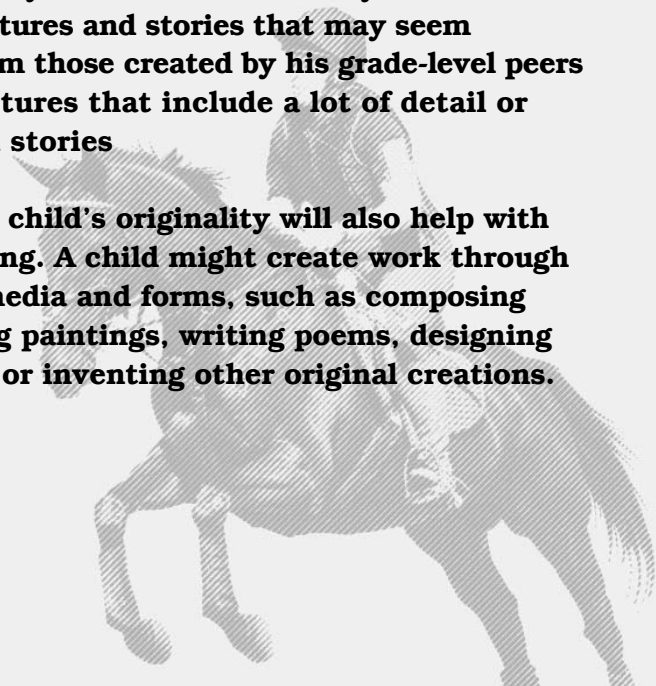 tures and stories that may seem
m those created by his grade-level peers
tures that include a lot of detail or
stories
child’s originality will also help with
ng. A child might create work through
nedia and forms, such as composing
g paintings, writing poems, designing
or inventing other original creations.